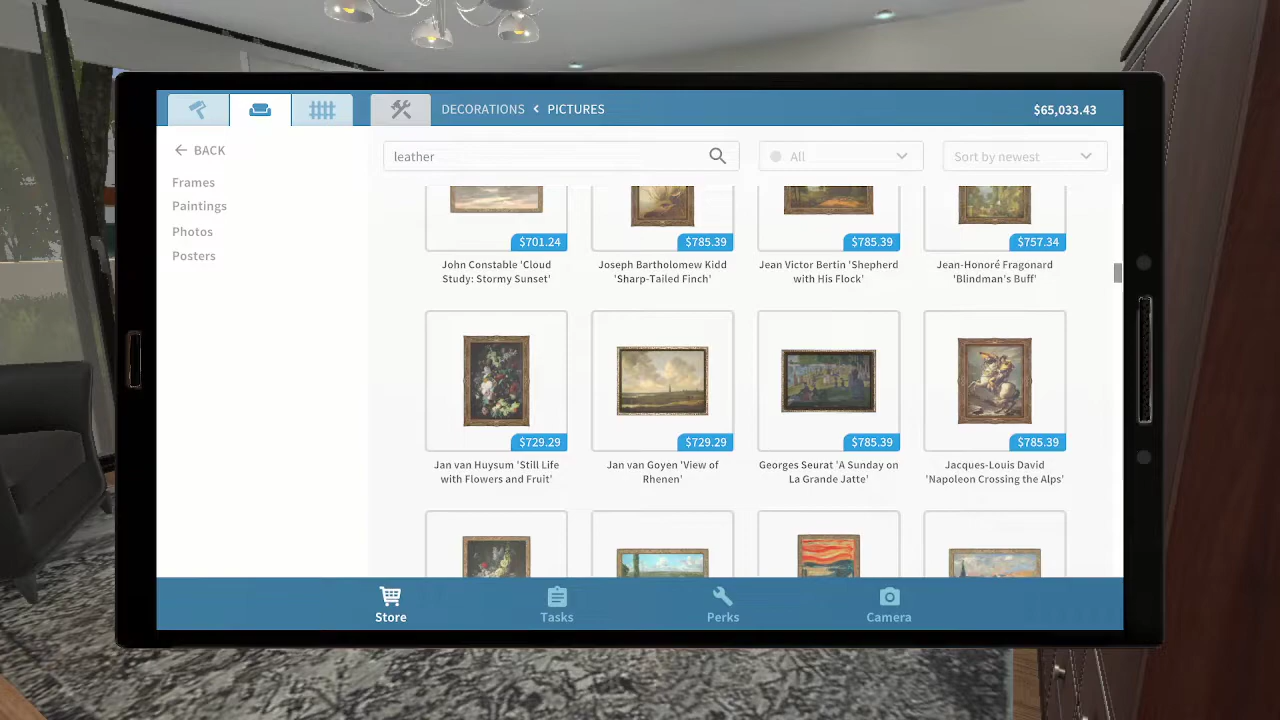 DECORATIONS < PICTURES
$65,033.43
BACK
leather
All
Sort by newest
Frames
Paintings
Photos
Posters
$701.24
$785.39
$785.39
$757.34
John Constable 'Cloud
Study: Stormy Sunset'
Joseph Bartholomew Kidd
'Sharp-Tailed Finch'
Jean Victor Bertin 'Shepherd
with His Flock'
Jean-Honoré Fragonard
'Blindman's Buff'
$729.29
$729.29
$785.39
$785.39
Jan van Huysum 'Still Life
with Flowers and Fruit'
Jan van Goyen 'View of
Rhenen'
Georges Seurat 'A Sunday on
La Grande Jatte'
Jacques-Louis David
'Napoleon Crossing the Alps'
Store
Tasks
Perks
Camera